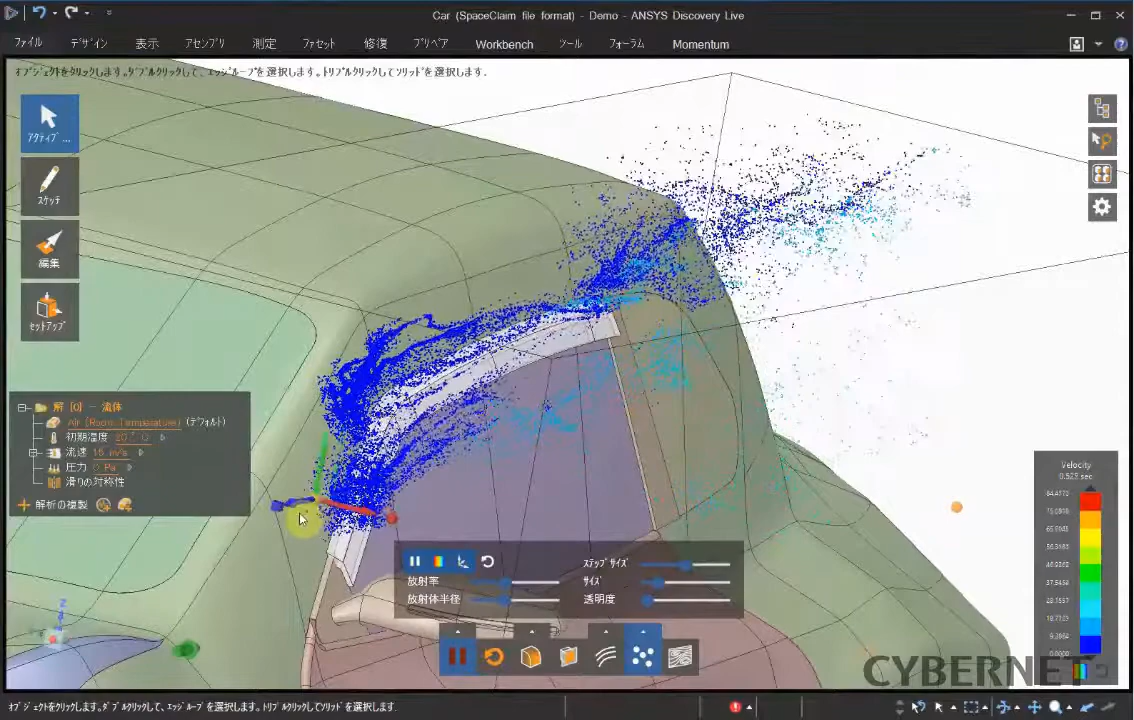 Car (SpaceClaim file format) - Demo - ANSYS Discovery Live
ファイル デザイン 表示 アセンブリ 測定 ファセット 修復 プリペア Workbench ツール フォーラム Momentum
オブジェクトをクリックします。ダブルクリックして、エッジループを選択します。トリプルクリックしてソリッドを選択します.
アクティブ ...
スケッチ
編集
セットアップ
解 [0] - 流体
Air (Room Temperature) (デフォルト)
初期温度 20 ° C
流速 15 m/s
圧力 0 Pa
滑りの対称性
解析の複製
Velocity
0.523 sec
ステップサイズ
放射率 サイズ
放射体半径 透明度
0.0000
Z
CYBERNET
オブジェクトをクリックします。ダブルクリックして、エッジループを選択します。トリプルクリックしてソリッドを選択します.